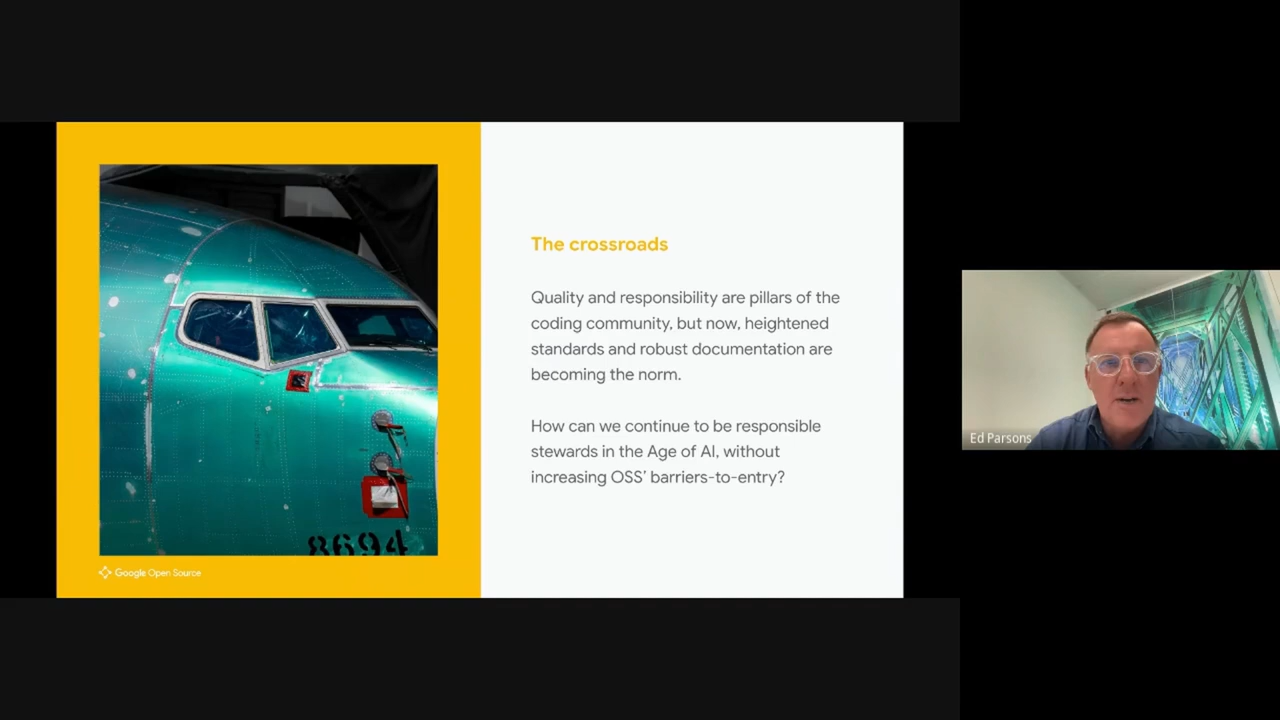 The crossroads
Quality and responsibility are pillars of the
coding community, but now, heightened
standards and robust documentation are
becoming the norm.
How can we continue to be responsible
stewards in the Age of AI, without
increasing OSS’ barriers-to-entry?
8694
Google Open Source
Ed Parsons